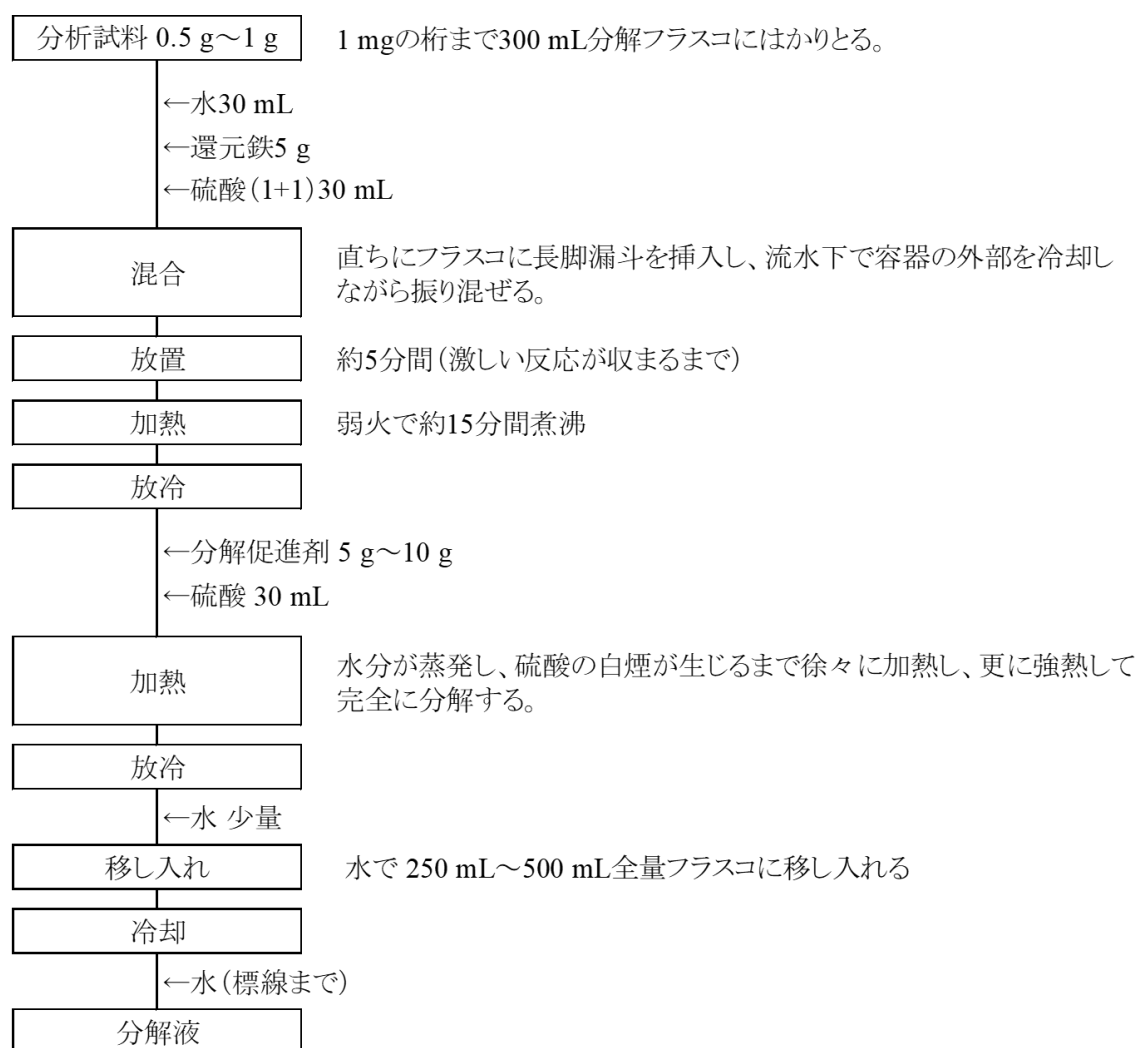 分析試料 0.5 g～1 g 1 mgの桁まで300 mL分解フラスコにはかりとる。
←水30 mL
←還元鉄5 g
←硫酸（1+1）30 mL
混合 直ちにフラスコに長脚漏斗を挿入し、流水下で容器の外部を冷却し
ながら振り混ぜる。
放置 約5分間（激しい反応が収まるまで）
加熱 弱火で約15分間煮沸
放冷
←分解促進剤 5 g～10 g
←硫酸 30 mL
加熱 水分が蒸発し、硫酸の白煙が生じるまで徐々に加熱し、更に強熱して
完全に分解する。
放冷
←水 少量
移し入れ 水で 250 mL～500 mL全量フラスコに移し入れる
冷却
←水（標線まで）
分解液